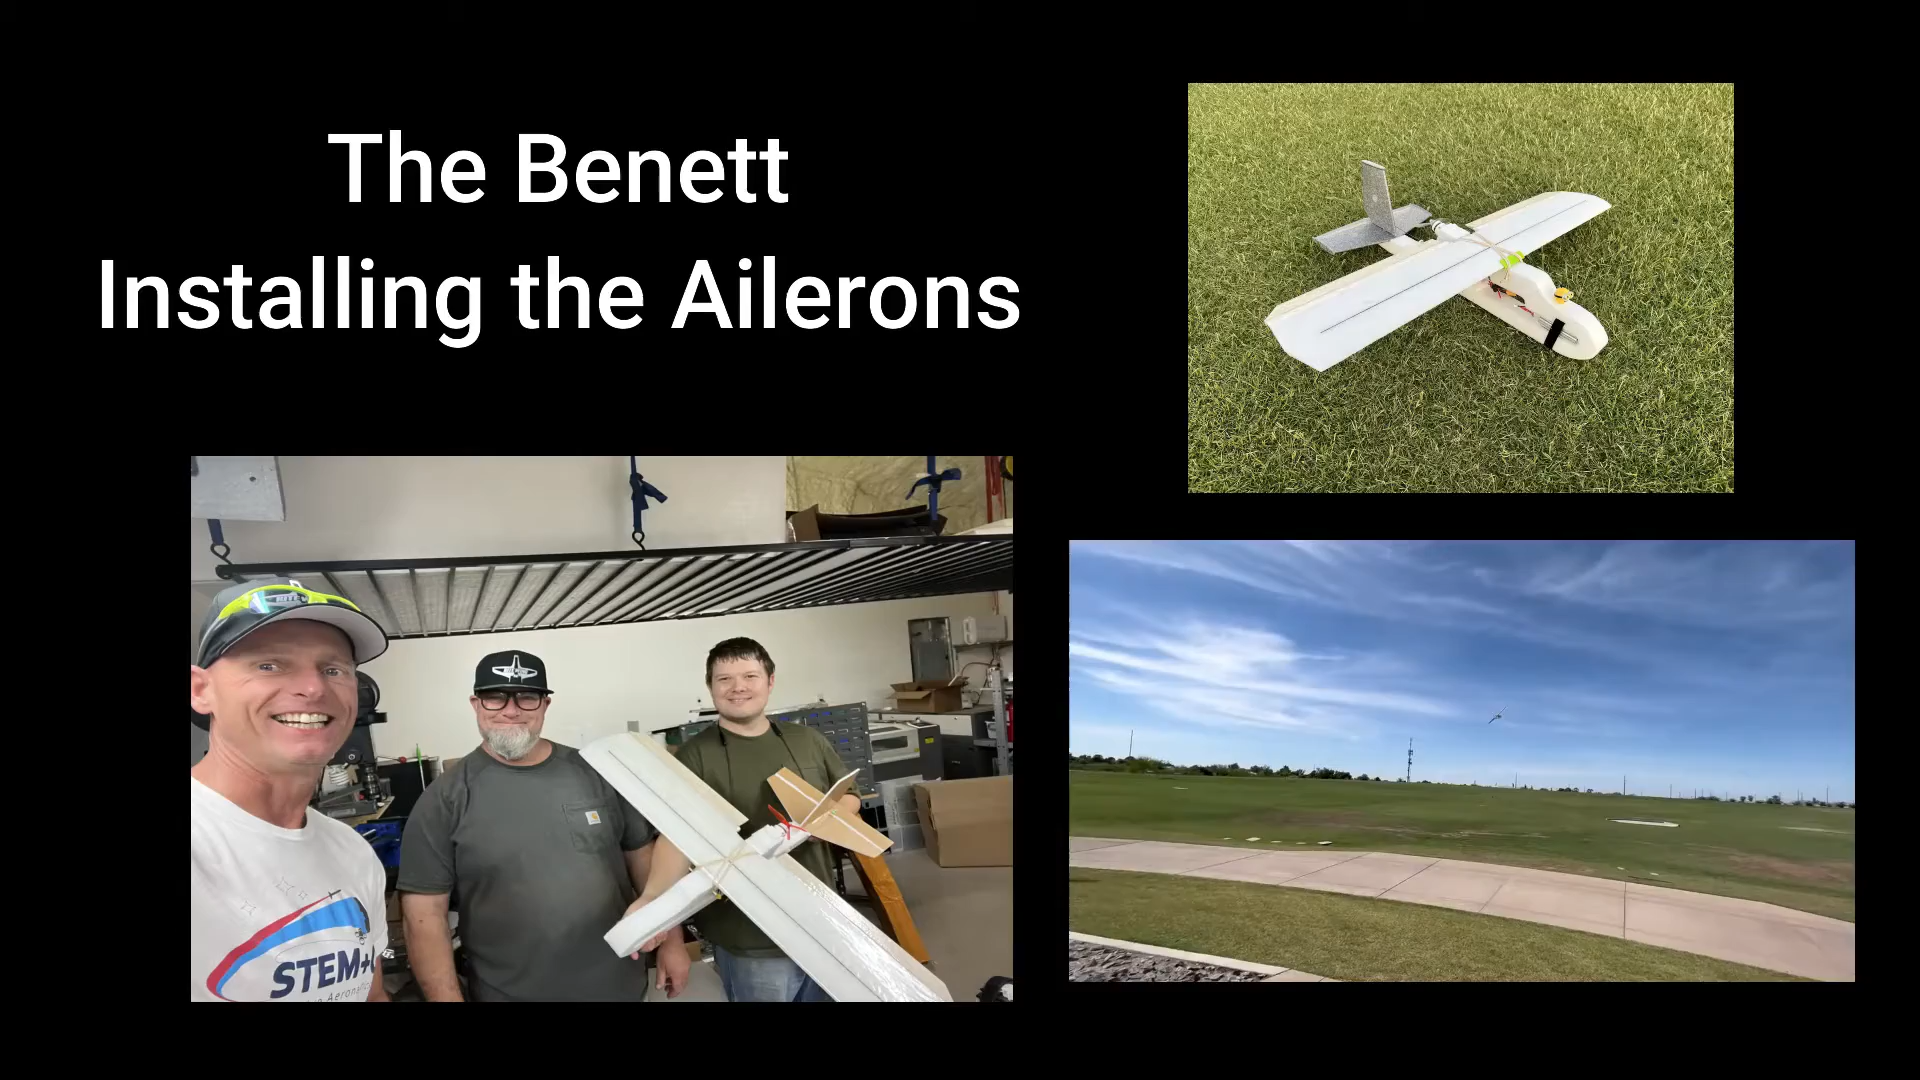 The Benett
Installing the Ailerons
STEM+